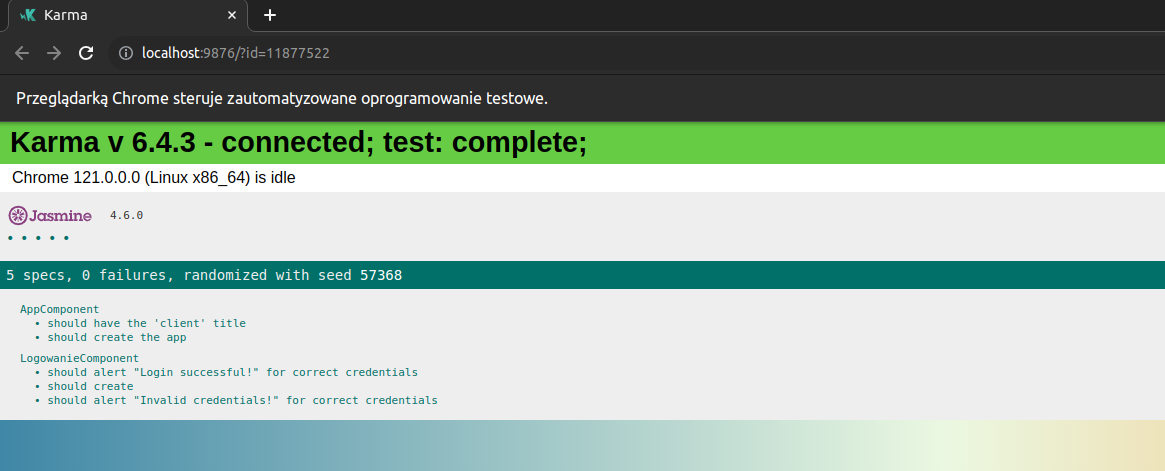 Karma
localhost:9876/?id=11877522
Przeglądarką Chrome steruje zautomatyzowane oprogramowanie testowe.
Karma v 6.4.3 - connected; test: complete;
Chrome 121.0.0.0 (Linux x86_64) is idle
Jasmine 4.6.0
• • • • •
5 specs, 0 failures, randomized with seed 57368
AppComponent
• should have the 'client' title
• should create the app
LogowanieComponent
• should alert "Login successful!" for correct credentials
• should create
• should alert "Invalid credentials!" for correct credentials